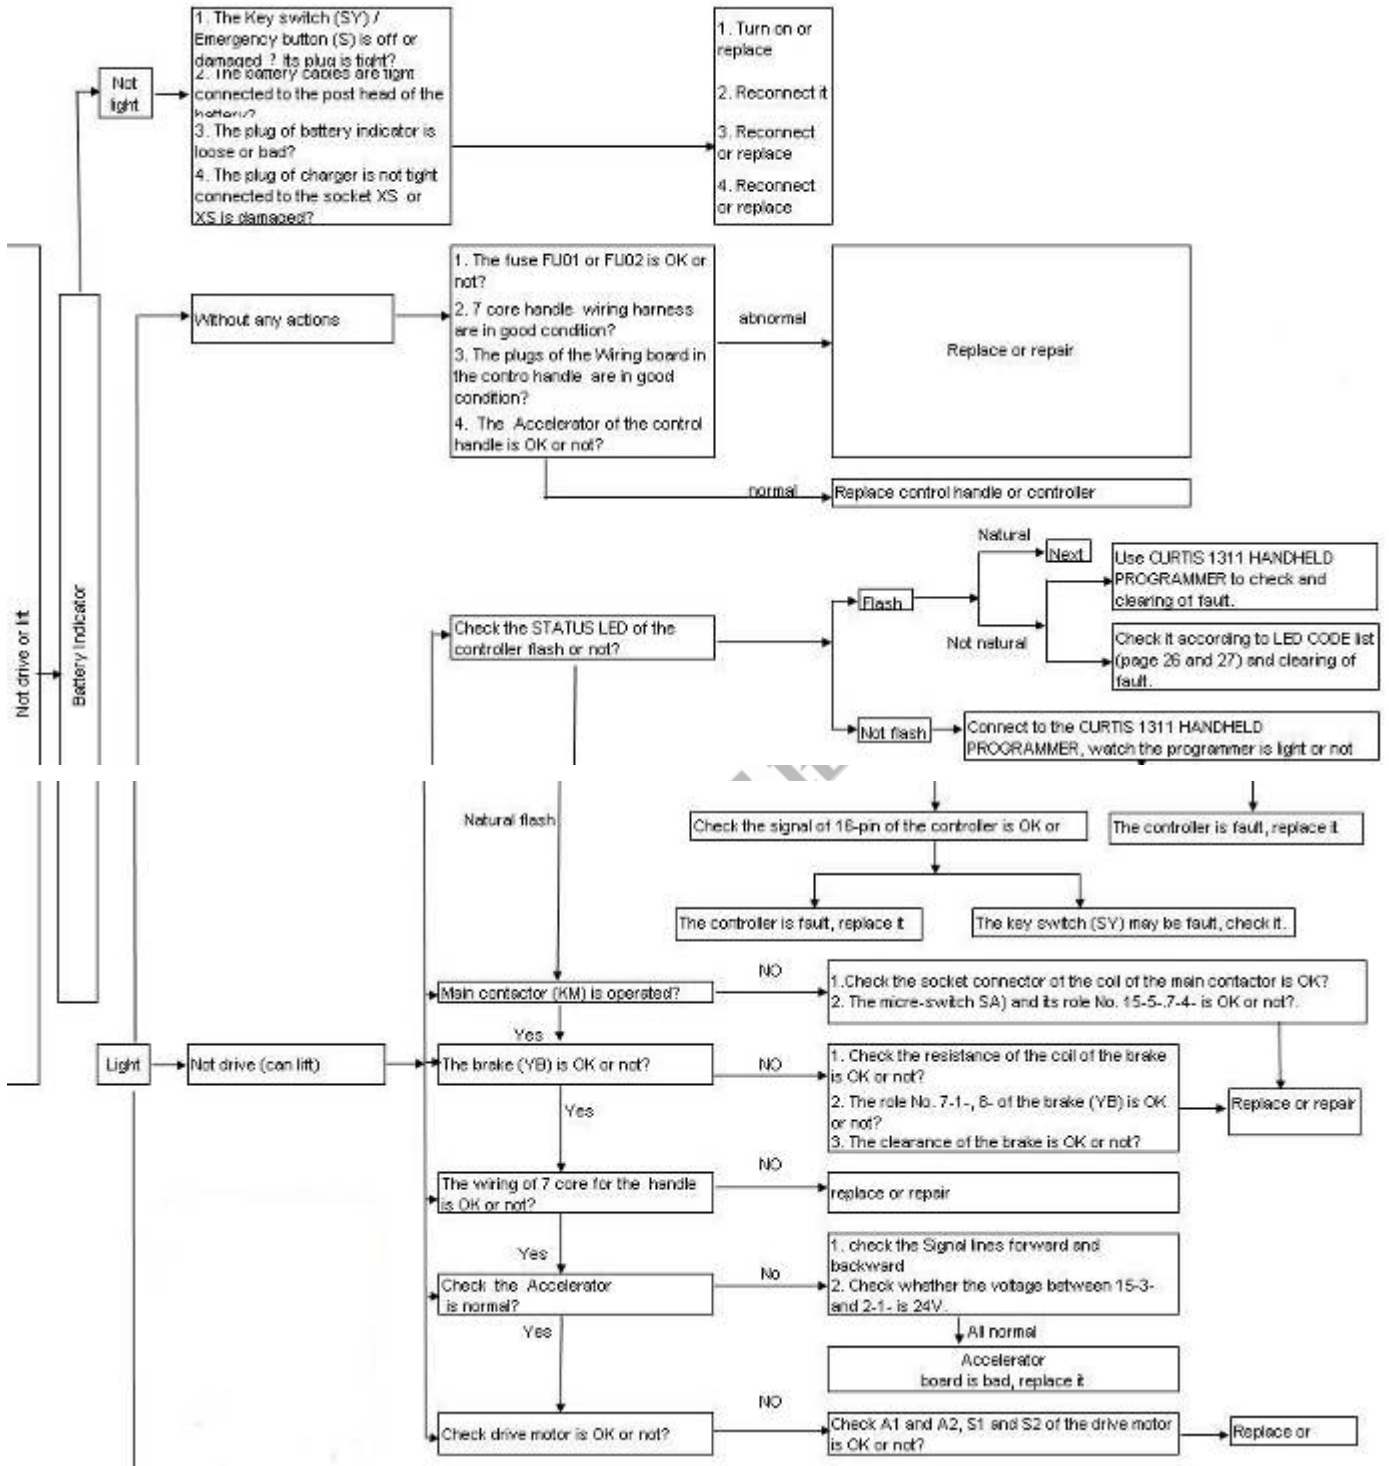 1. The Key switch (SY) /
Emergency button (S) is off or
damaged ? Its plug is tight?
2. The battery cables are tight
connected to the post head of the
battery?
3. The plug of battery indicator is
loose or bad?
4. The plug of charger is not tight
connected to the socket XS or
XS is damaged?
1. Turn on or
replace
2. Reconnect it
3. Reconnect
or replace
4. Reconnect
or replace
Not
light
Without any actions
1. The fuse FU01 or FU02 is OK or
not?
2. 7 core handle wiring harness
are in good condition?
3. The plugs of the Wiring board in
the contro handle are in good
condition?
4. The Accelerator of the control
handle is OK or not?
abnormal
Replace or repair
normal
Replace control handle or controller
Not drive or lit
Battery Indicator
Check the STATUS LED of the
controller flash or not?
Flash
Natural
Next
Not natural
Use CURTIS 1311 HANDHELD
PROGRAMMER to check and
clearing of fault.
Check it according to LED CODE list
(page 26 and 27) and clearing of
fault.
Not flash
Connect to the CURTIS 1311 HANDHELD
PROGRAMMER, watch the programmer is light or not
Natural flash
Check the signal of 16-pin of the controller is OK or
The controller is fault, replace it
The controller is fault, replace it
The key switch (SY) may be fault, check it.
Main contactor (KM) is operated?
NO
1.Check the socket connector of the coil of the main contactor is OK?
2. The micre-switch SA) and its role No. 15-5-.7-4- is OK or not?.
Yes
Light
Not drive (can lift)
The brake (YB) is OK or not?
NO
1. Check the resistance of the coil of the brake
is OK or not?
2. The role No. 7-1-, 8- of the brake (YB) is OK
or not?
3. The clearance of the brake is OK or not?
Replace or repair
Yes
The wiring of 7 core for the handle
is OK or not?
NO
replace or repair
Yes
Check the Accelerator
is normal?
No
1. check the Signal lines forward and
backward
2. Check whether the voltage between 15-3-
and 2-1- is 24V.
All normal
Accelerator
board is bad, replace it
Yes
Check drive motor is OK or not?
NO
Check A1 and A2, S1 and S2 of the drive motor
is OK or not?
Replace or